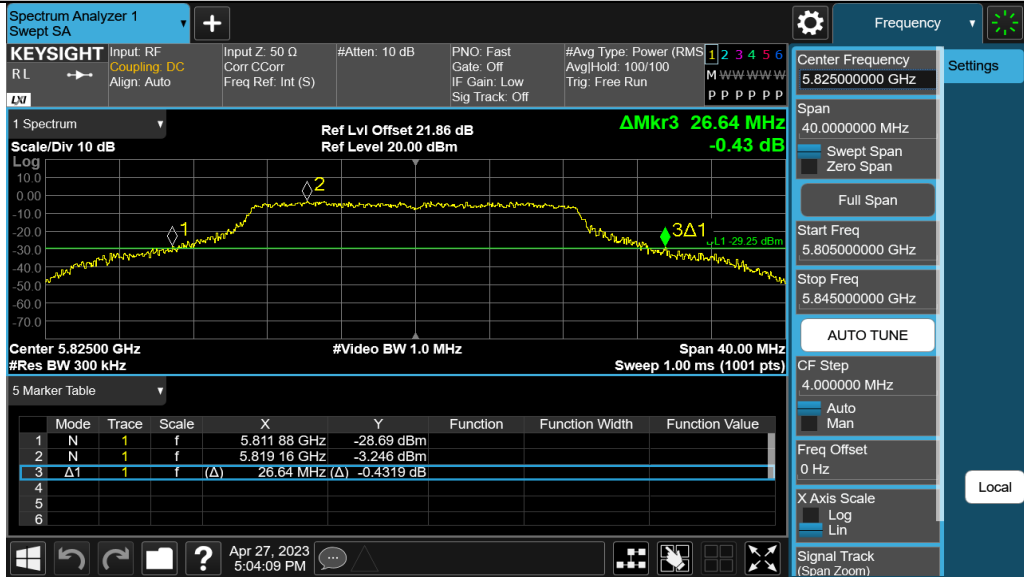 Spectrum Analyzer 1
Swept SA
+
Frequency
KEYSIGHT
R L
LXI
Input: RF
Coupling: DC
Align: Auto
Input Z: 50 Ω
Corr CCorr
Freq Ref: Int (S)
#Atten: 10 dB
PNO: Fast
Gate: Off
IF Gain: Low
Sig Track: Off
#Avg Type: Power (RMS
Avg|Hold: 100/100
Trig: Free Run
1 2 3 4 5 6
M W W W W W
P P P P P P
1 Spectrum
Scale/Div 10 dB
Log
Ref Lvl Offset 21.86 dB
Ref Level 20.00 dBm
ΔMkr3 26.64 MHz
-0.43 dB
10.0
0.00
-10.0
-20.0
-30.0
-40.0
-50.0
-60.0
-70.0
1
2
3Δ1
L1 -29.25 dBm
Center 5.82500 GHz
#Video BW 1.0 MHz
Span 40.00 MHz
#Res BW 300 kHz
Sweep 1.00 ms (1001 pts)
5 Marker Table
Mode Trace Scale X Y Function Function Width Function Value
1 N 1 f 5.811 88 GHz -28.69 dBm
2 N 1 f 5.819 16 GHz -3.246 dBm
3 Δ1 1 f (Δ) 26.64 MHz (Δ) -0.4319 dB
4
5
6
?
Apr 27, 2023
5:04:09 PM
Center Frequency
5.825000000 GHz
Span
40.0000000 MHz
Swept Span
Zero Span
Full Span
Start Freq
5.805000000 GHz
Stop Freq
5.845000000 GHz
AUTO TUNE
CF Step
4.000000 MHz
Auto
Man
Freq Offset
0 Hz
X Axis Scale
Log
Lin
Signal Track
(Span Zoom)
Settings
Local